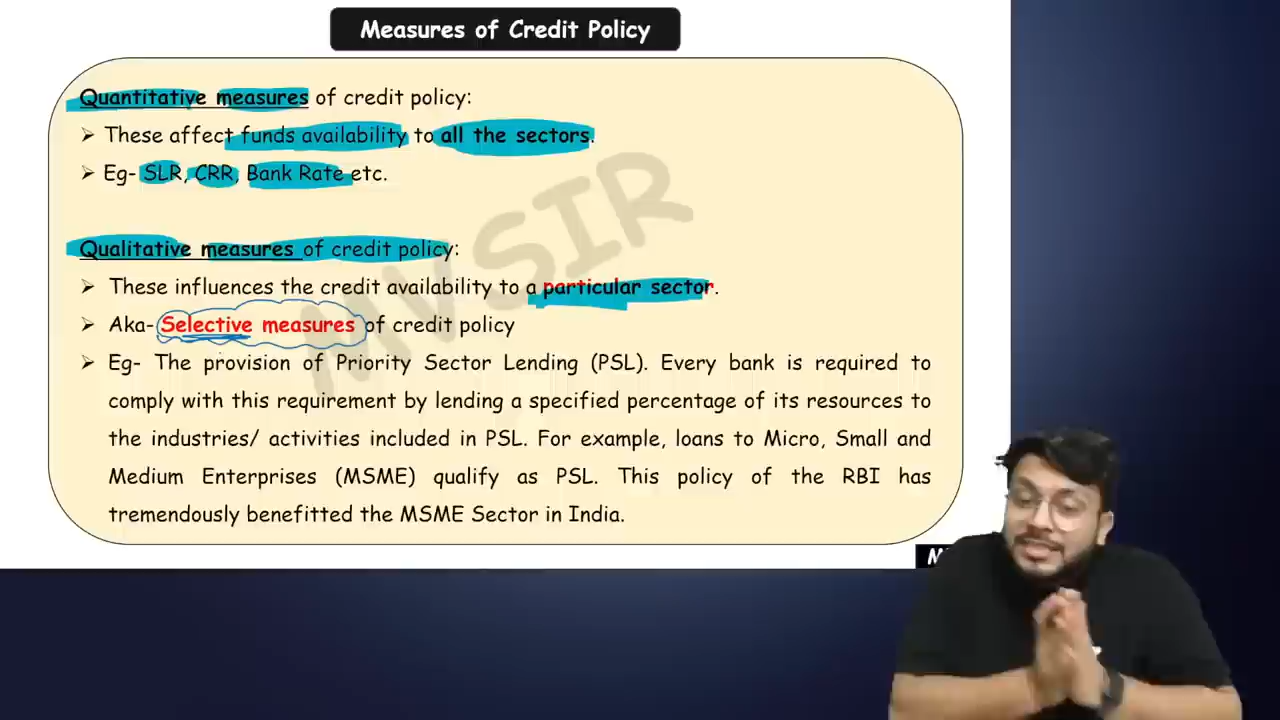 Measures of Credit Policy
Quantitative measures of credit policy:
➢ These affect funds availability to all the sectors.
➢ Eg- SLR, CRR, Bank Rate etc.
MVSIR
Qualitative measures of credit policy:
➢ These influences the credit availability to a particular sector.
➢ Aka- Selective measures of credit policy
➢ Eg- The provision of Priority Sector Lending (PSL). Every bank is required to
comply with this requirement by lending a specified percentage of its resources to
the industries/ activities included in PSL. For example, loans to Micro, Small and
Medium Enterprises (MSME) qualify as PSL. This policy of the RBI has
tremendously benefitted the MSME Sector in India.